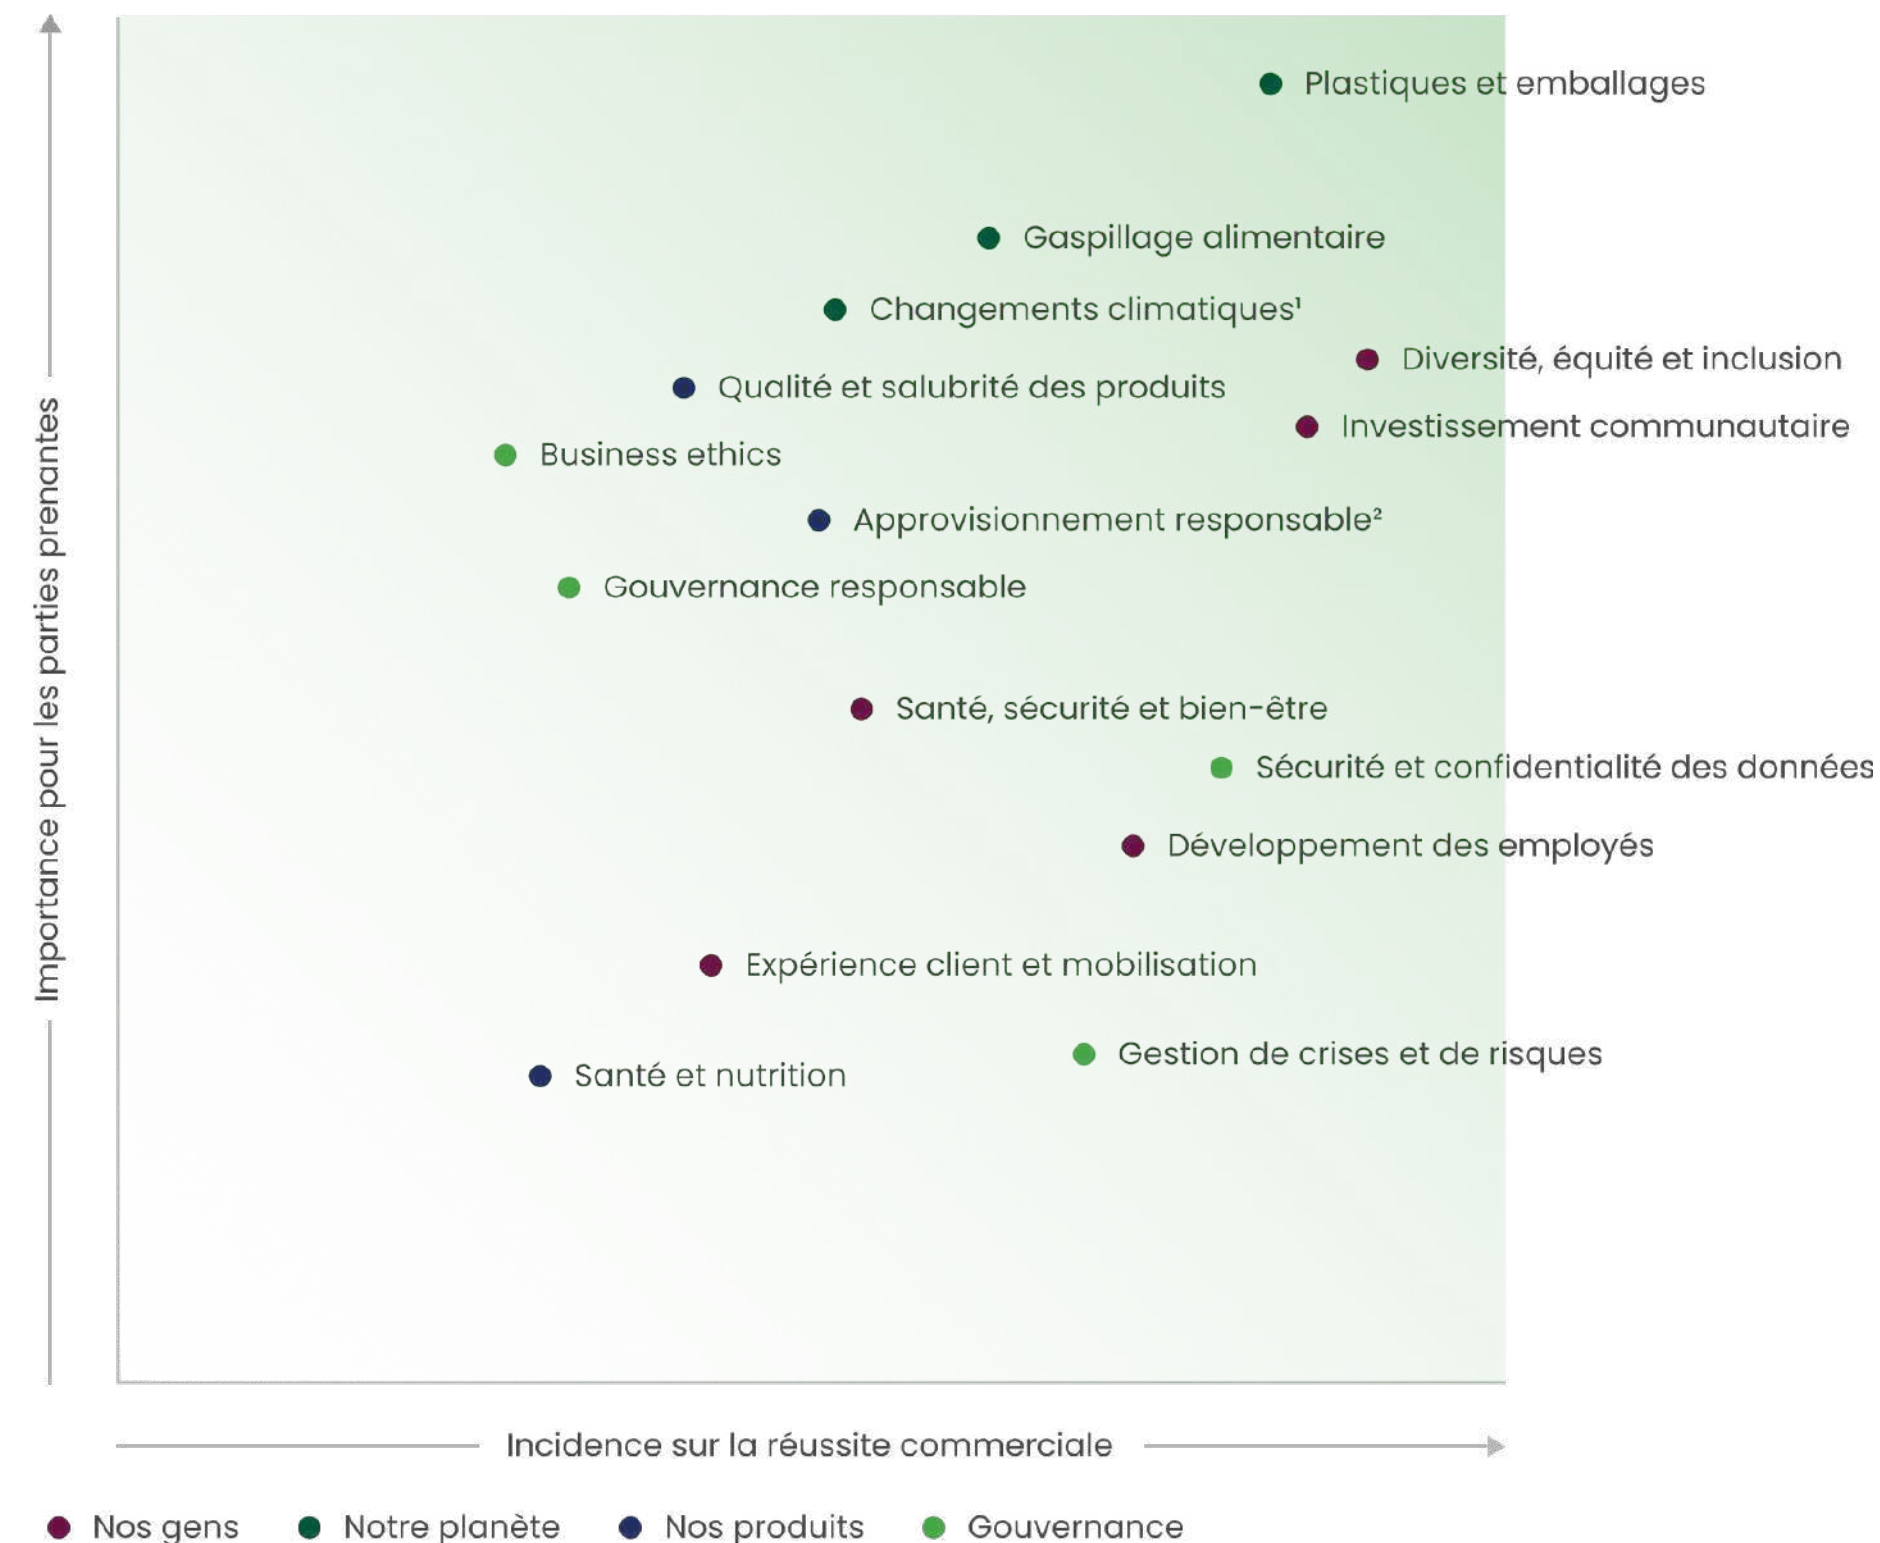 Plastiques et emballages
Gaspillage alimentaire
Changements climatiques¹
Diversité, équité et inclusion
Qualité et salubrité des produits
Investissement communautaire
Business ethics
Approvisionnement responsable²
Gouvernance responsable
Santé, sécurité et bien-être
Sécurité et confidentialité des données
Développement des employés
Expérience client et mobilisation
Gestion de crises et de risques
Santé et nutrition
Importance pour les parties prenantes
Incidence sur la réussite commerciale
Nos gens
Notre planète
Nos produits
Gouvernance